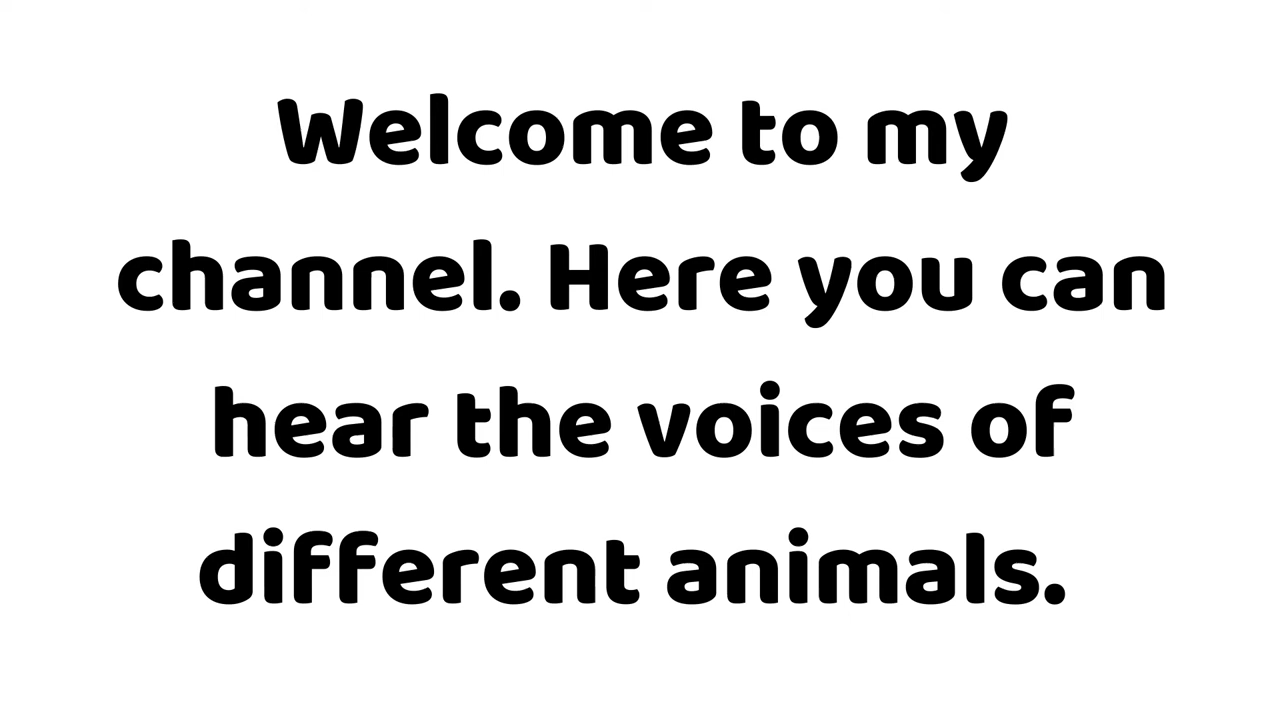 Welcome to my
channel. Here you can
hear the voices of
different animals.